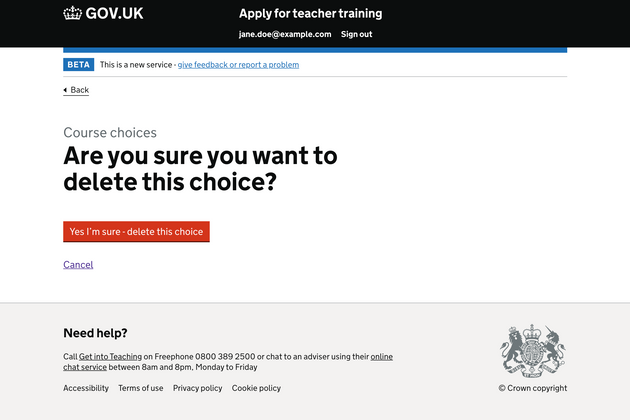 GOV.UK
Apply for teacher training
jane.doe@example.com Sign out
BETA This is a new service - give feedback or report a problem
Back
Course choices
Are you sure you want to
delete this choice?
Yes I'm sure - delete this choice
Cancel
Need help?
Call Get into Teaching on Freephone 0800 389 2500 or chat to an adviser using their online
chat service between 8am and 8pm, Monday to Friday
Accessibility Terms of use Privacy policy Cookie policy
© Crown copyright